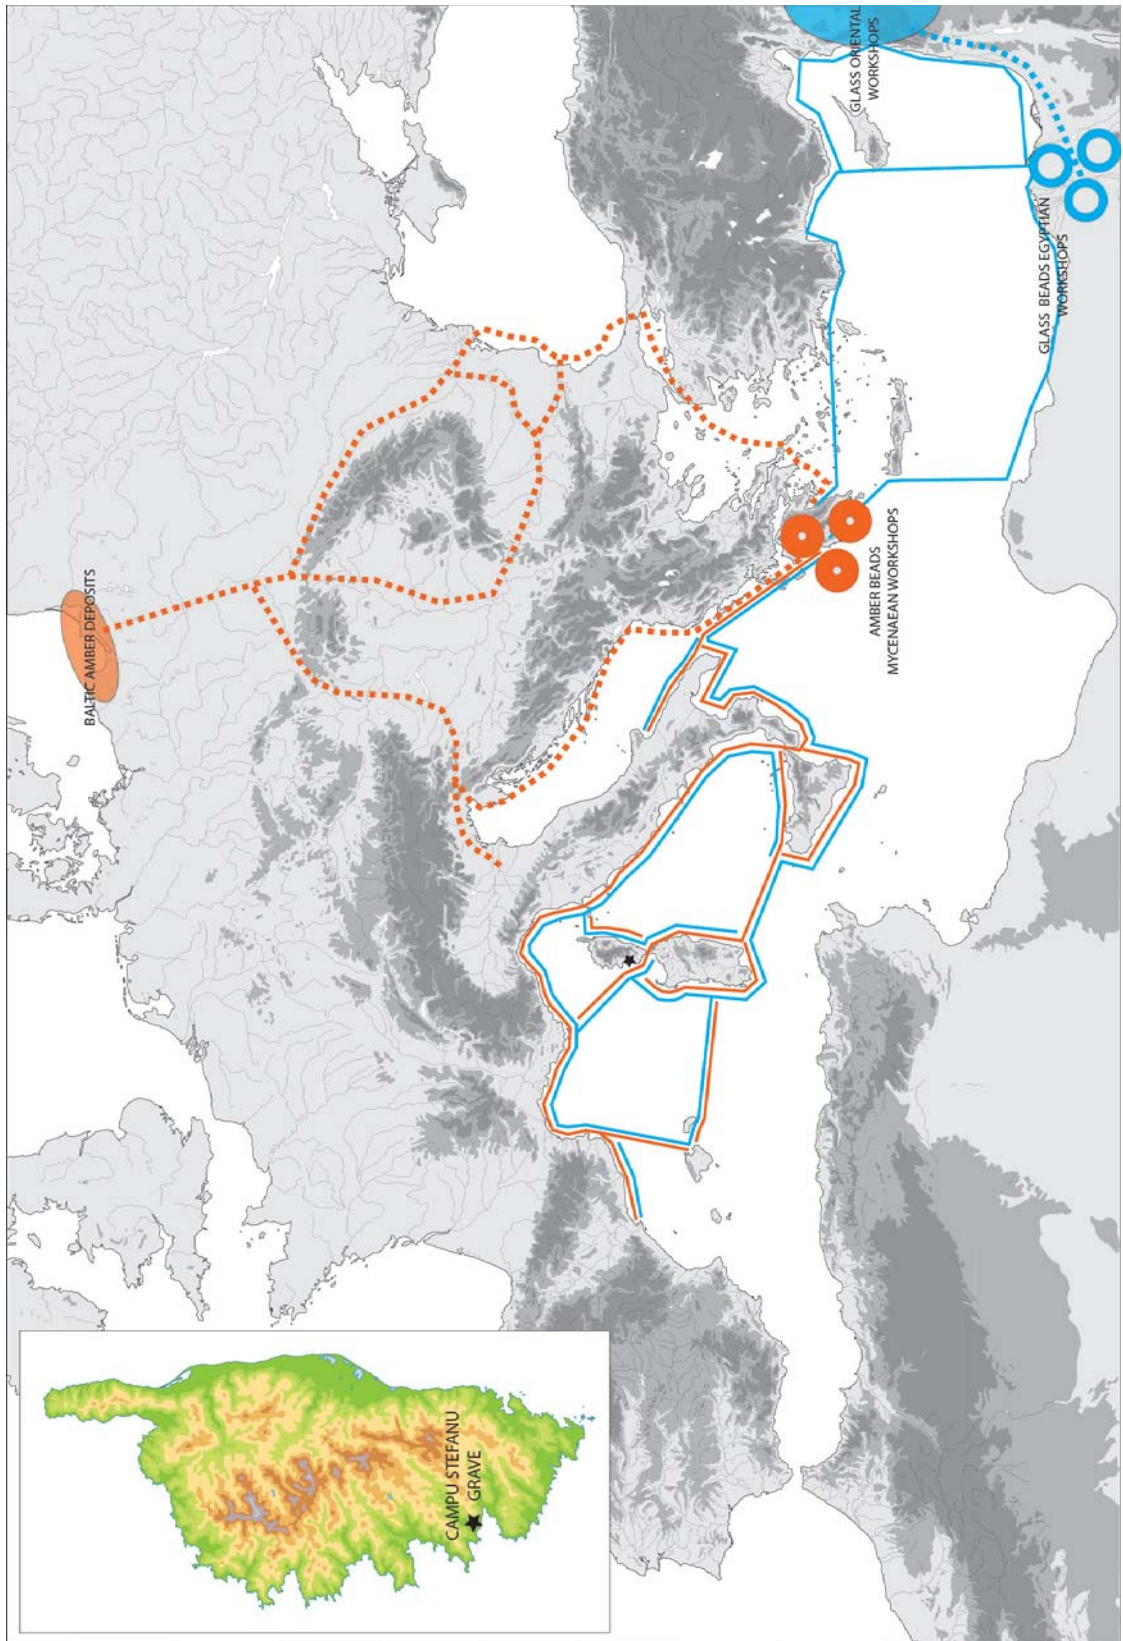 BALTIC AMBER DEPOSITS
GLASS ORIENTAL
WORKSHOPS
GLASS BEADS EGYPTIAN
WORKSHOPS
AMBER BEADS
MYCENAEAN WORKSHOPS
CAMPU STEFANU
GRAVE